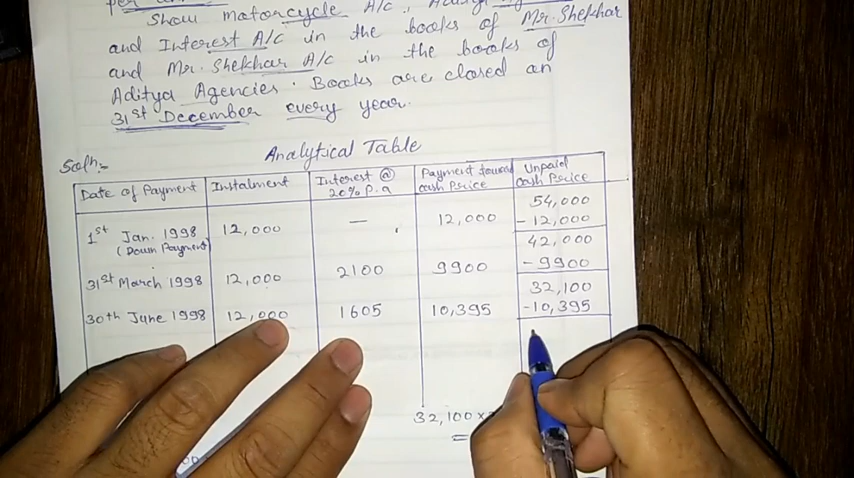 per
Show Motorcycle A/c,
and Interest A/c in the books of Mr. Shekhar
and Mr. Shekhar A/c in the books of
Aditya Agencies. Books are closed on
31st December every year.
Analytical Table
Soln:-
Date of Payment Instalment Interest @ 20% p.a Payment toward cash Price Unpaid cash Price
54,000
1st Jan. 1998 (Down Payment) 12,000 — 12,000 - 12,000
42,000
31st March 1998 12,000 2100 9900 - 9900
32,100
30th June 1998 12,000 1605 10,395 -10,395
32,100 x
=